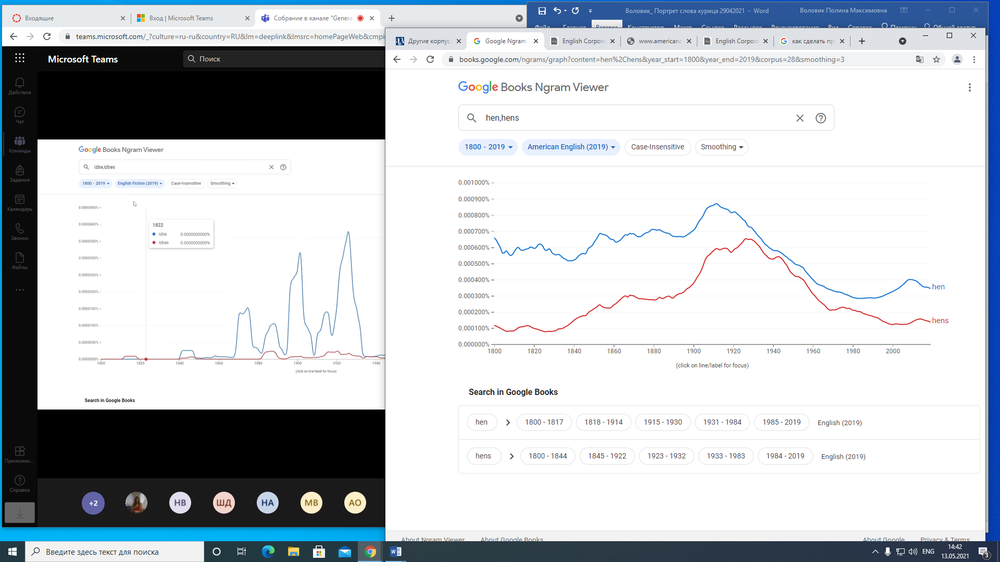 Входящие
Вход | Microsoft Teams
Собрание в канале "Genera
teams.microsoft.com/_?culture=ru-ru&country=RU&lm=deeplink&lmsrc=homePageWeb&cmpi
Microsoft Teams
Поиск
Действия
Чат
Команды
Задания
Календарь
Звонки
Файлы
Приложен...
Справка
Google Books Ngram Viewer
izba,izbas
1800 - 2019
English Fiction (2019)
Case-Insensitive
Smoothing
0.0000450%
0.0000400%
0.0000350%
0.0000300%
0.0000250%
0.0000200%
0.0000150%
0.0000100%
0.0000050%
0.0000000%
1822
izba 0.0000000000%
izbas 0.0000000000%
1800 1820 1840 1860 1880 1900 1920 1940
(click on line/label for focus)
Search in Google Books
+2
НВ
ШД
НА
МВ
АО
Воловик_ Портрет слова курица 29042021 - Word
Воловик Полина Максимовна
Файл Главная Вставка Конструктор Макет Ссылки Рассылки Рецензирование Вид Справка Помощн Общий доступ
Другие корпуса
Google Ngram
English Corpora
www.americanc
English Corpora
как сделать пр
books.google.com/ngrams/graph?content=hen%2Chens&year_start=1800&year_end=2019&corpus=28&smoothing=3
Google Books Ngram Viewer
hen,hens
1800 - 2019
American English (2019)
Case-Insensitive
Smoothing
0.001000%
0.000900%
0.000800%
0.000700%
0.000600%
0.000500%
0.000400%
0.000300%
0.000200%
0.000100%
0.000000%
hen
hens
1800 1820 1840 1860 1880 1900 1920 1940 1960 1980 2000
(click on line/label for focus)
Search in Google Books
hen 1800 - 1817 1818 - 1914 1915 - 1930 1931 - 1984 1985 - 2019 English (2019)
hens 1800 - 1844 1845 - 1922 1923 - 1932 1933 - 1983 1984 - 2019 English (2019)
About Ngram Viewer
About Google Books
About Google
Privacy & Terms
Введите здесь текст для поиска
ENG
14:42
13.05.2021
3